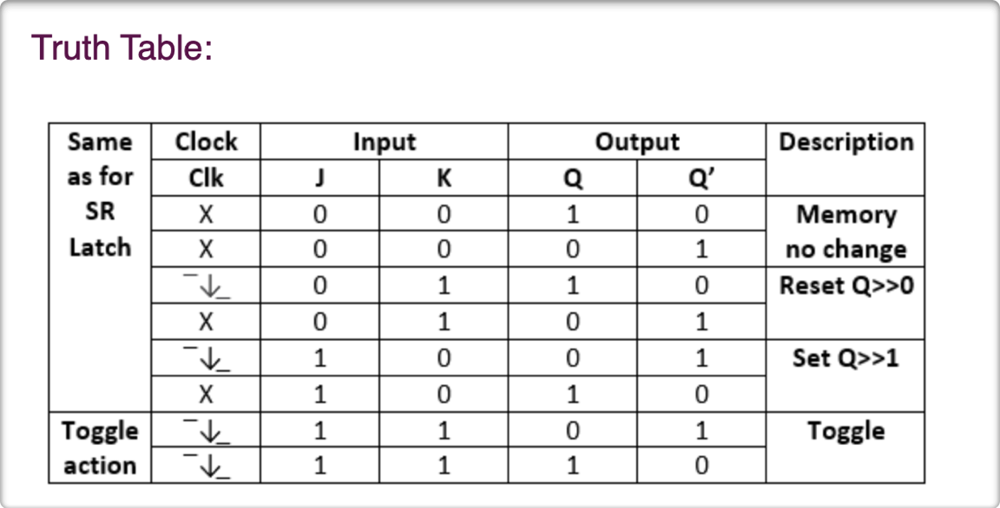 Truth Table:
Same as for SR Latch Clock Input Output Description
Clk J K Q Q’
X 0 0 1 0 Memory no change
X 0 0 0 1
‾↓_ 0 1 1 0 Reset Q>>0
X 0 1 0 1
‾↓_ 1 0 0 1 Set Q>>1
X 1 0 1 0
Toggle action ‾↓_ 1 1 0 1 Toggle
‾↓_ 1 1 1 0